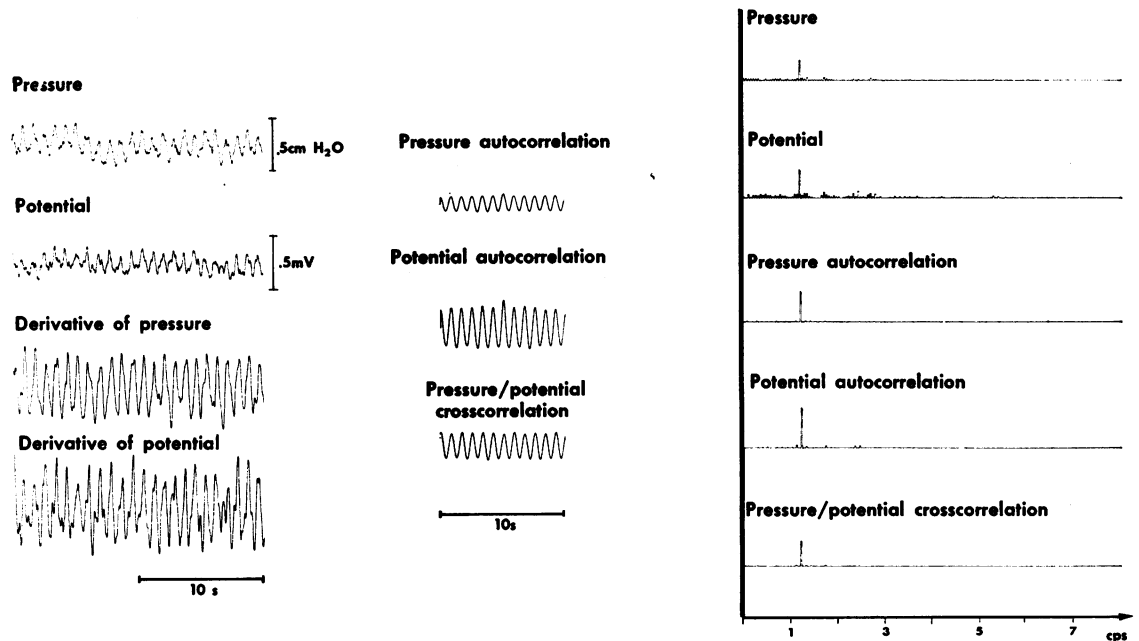 Pressure
.5cm H₂O
Potential
.5mV
Derivative of pressure
Derivative of potential
10 s
Pressure autocorrelation
Potential autocorrelation
Pressure/potential
crosscorrelation
10s
Pressure
Potential
Pressure autocorrelation
Potential autocorrelation
Pressure/potential crosscorrelation
1 3 5 7 cps